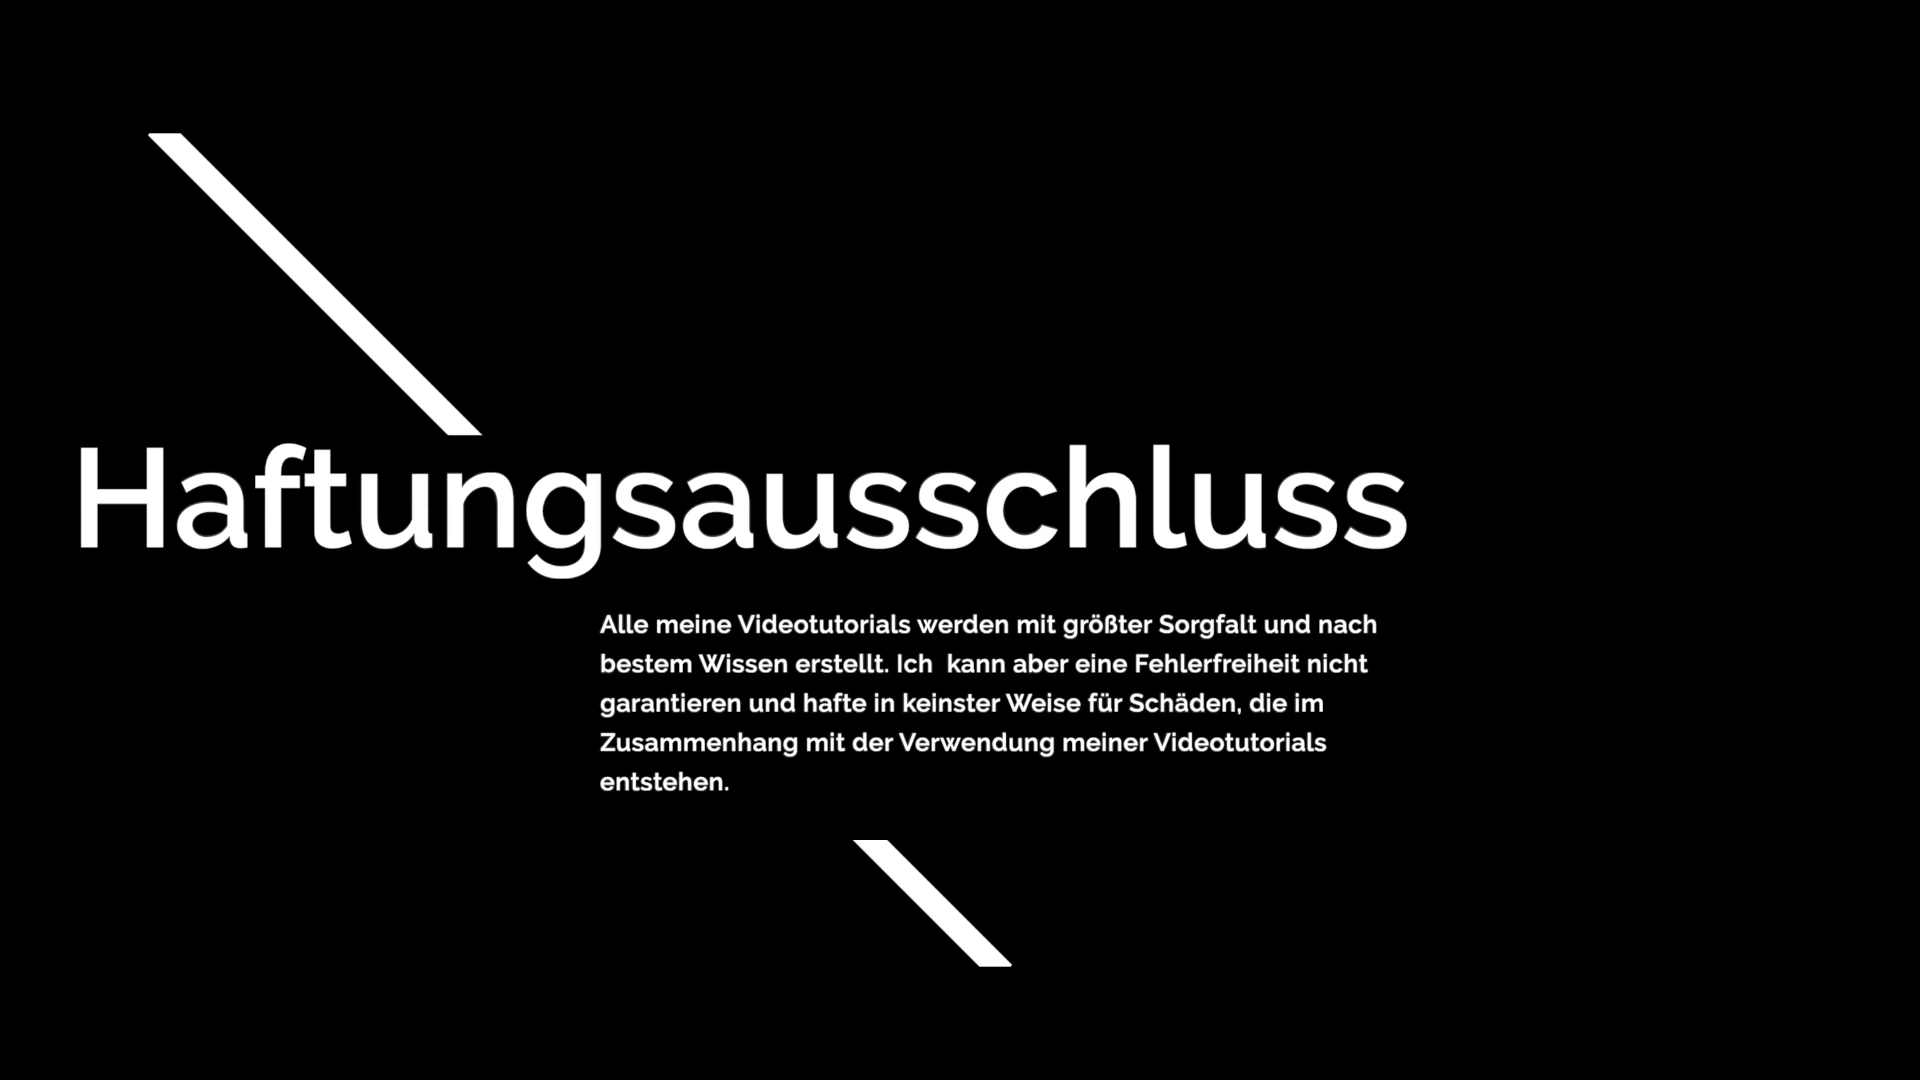 Haftungsausschluss
Alle meine Videotutorials werden mit größter Sorgfalt und nach
bestem Wissen erstellt. Ich  kann aber eine Fehlerfreiheit nicht
garantieren und hafte in keinster Weise für Schäden, die im
Zusammenhang mit der Verwendung meiner Videotutorials
entstehen.